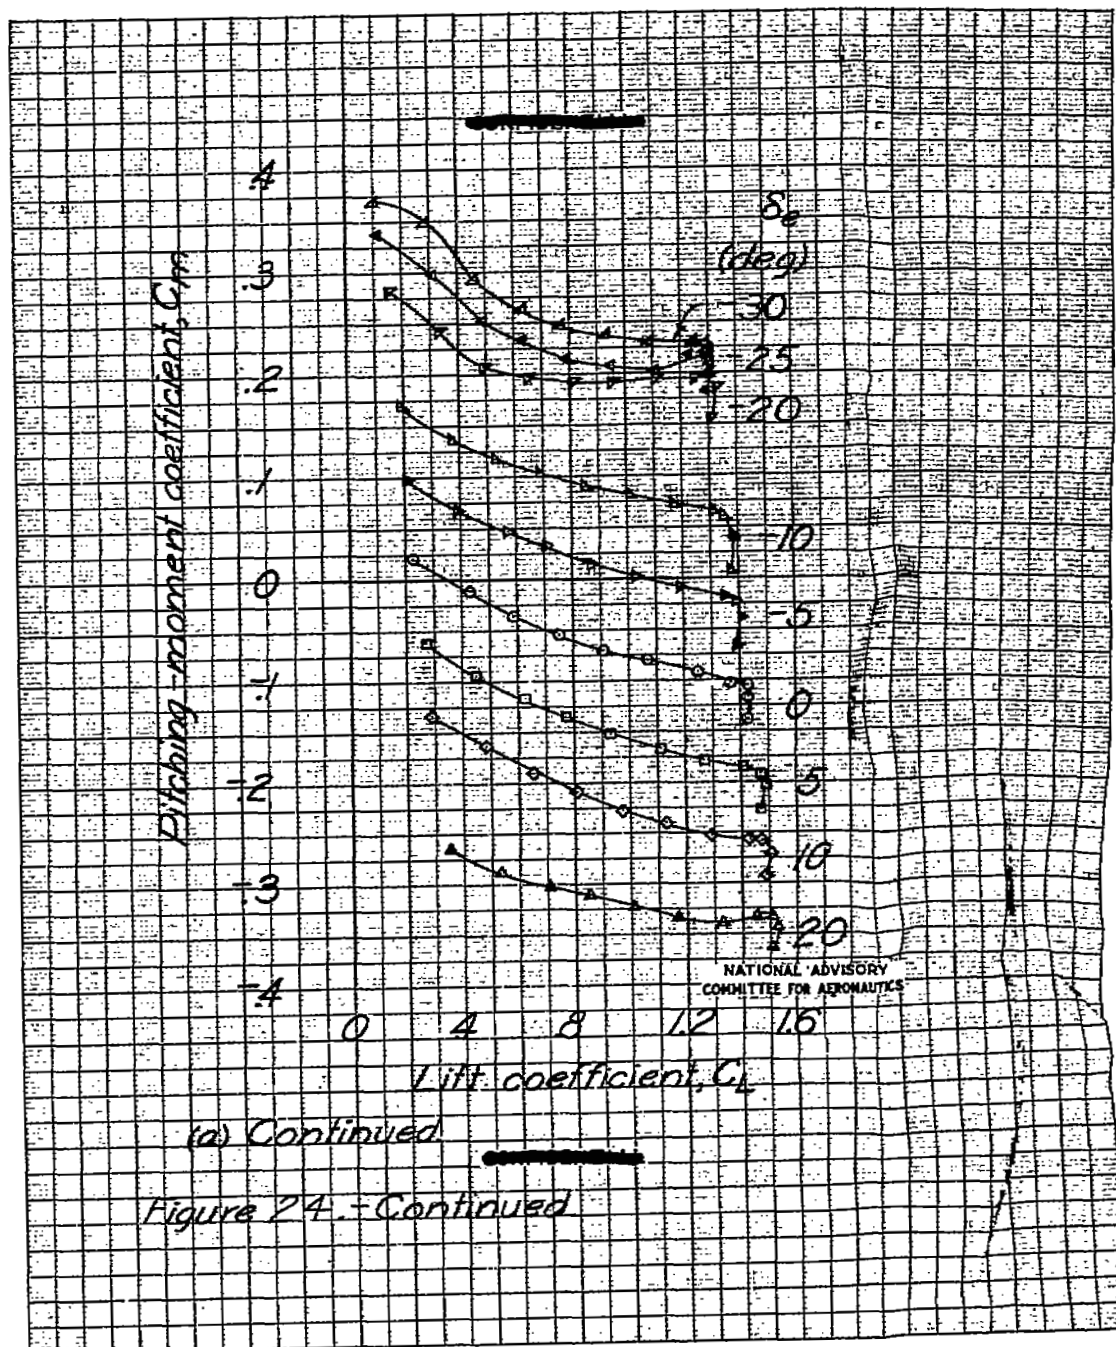 .4
δe
(deg)
.3
-30
-25
.2
-20
.1
-10
0
-5
-.1
0
-.2
5
10
-.3
20
NATIONAL ADVISORY
COMMITTEE FOR AERONAUTICS
-.4
0 .4 .8 1.2 1.6
Pitching-moment coefficient, Cm
Lift coefficient, CL
(a) Continued.
Figure 24.-Continued.